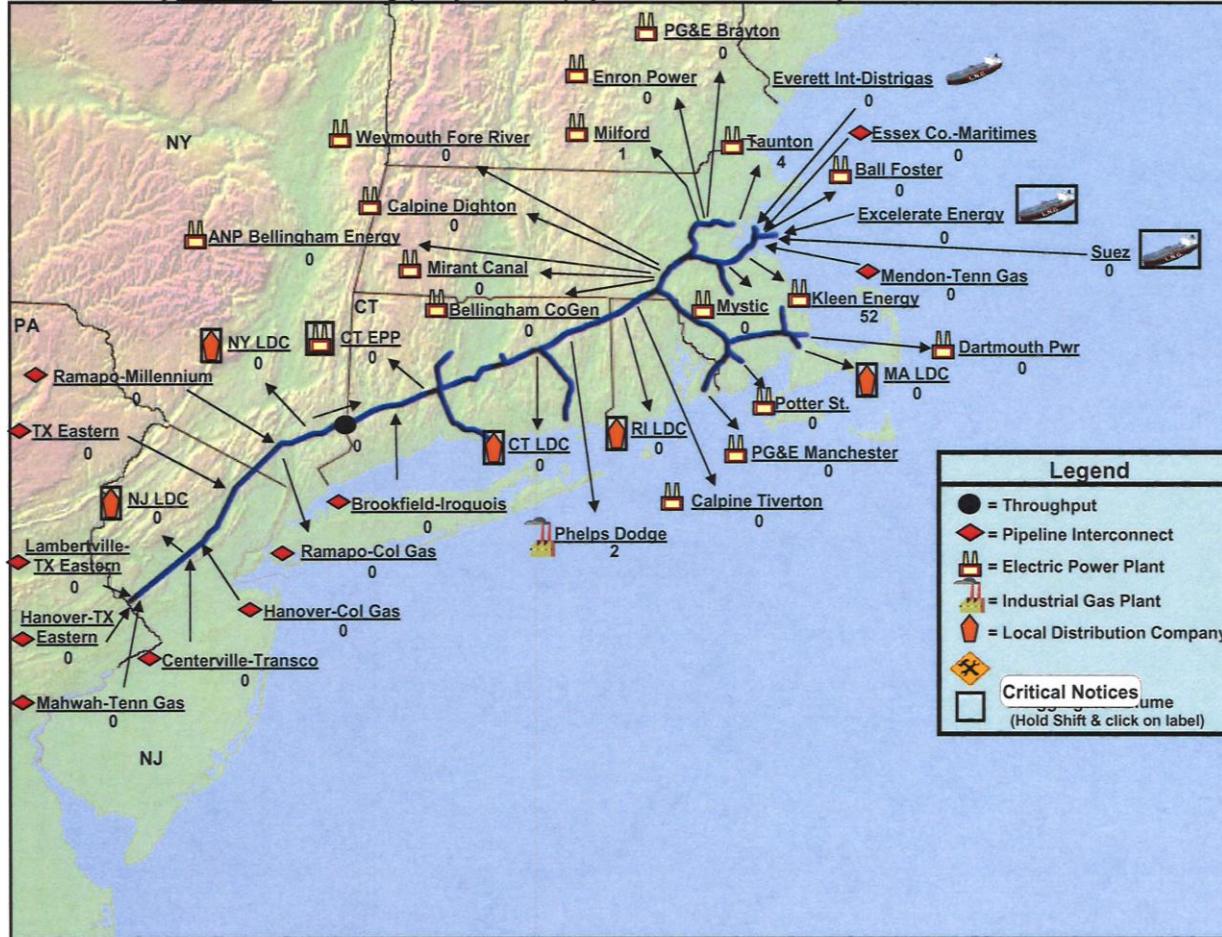 PG&E Brayton
0
Enron Power
0
Everett Int-Distrigas
0
LNG
Weymouth Fore River
0
Milford
1
Taunton
4
Essex Co.-Maritimes
0
NY
Ball Foster
0
Calpine Dighton
0
Excelerate Energy
0
LNG
ANP Bellingham Energy
0
Suez
0
LNG
Mirant Canal
0
Mendon-Tenn Gas
0
Bellingham CoGen
0
Mystic
0
Kleen Energy
52
PA
CT
NY LDC
0
CT EPP
0
Dartmouth Pwr
0
MA LDC
0
Ramapo-Millennium
0
Potter St.
0
TX Eastern
0
0
CT LDC
0
RI LDC
0
PG&E Manchester
0
NJ LDC
0
Brookfield-Iroquois
0
Calpine Tiverton
0
Phelps Dodge
2
Lambertville-
TX Eastern
0
Ramapo-Col Gas
0
Hanover-TX
Eastern
0
Hanover-Col Gas
0
Centerville-Transco
0
Mahwah-Tenn Gas
0
NJ
Legend
= Throughput
= Pipeline Interconnect
= Electric Power Plant
= Industrial Gas Plant
= Local Distribution Company
Critical Notices
(Hold Shift & click on label)